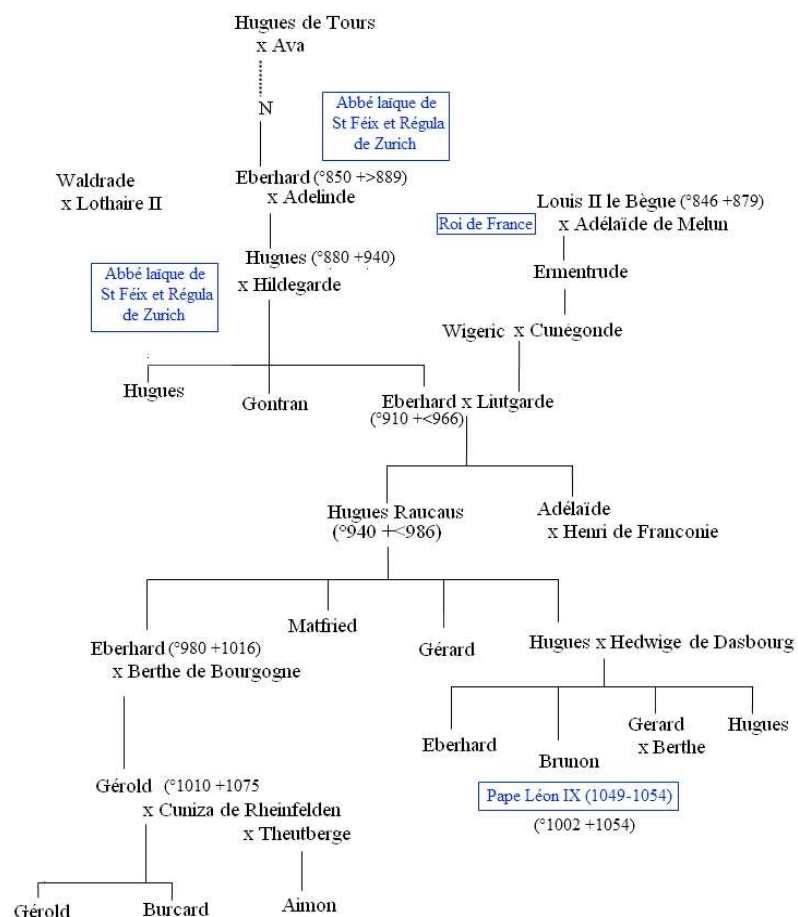 Hugues de Tours
x Ava
N
Abbé laïque de
St Féix et Régula
de Zurich
Waldrade
x Lothaire II
Eberhard (°850 +>889)
x Adelinde
Louis II le Bègue (°846 +879)
Roi de France
x Adélaïde de Melun
Hugues (°880 +940)
x Hildegarde
Abbé laïque de
St Féix et Régula
de Zurich
Ermentrude
Wigeric x Cunégonde
Hugues
Gontran
Eberhard x Liutgarde
(°910 +<966)
Hugues Raucaus
(°940 +<986)
Adélaïde
x Henri de Franconie
Eberhard (°980 +1016)
x Berthe de Bourgogne
Matfried
Gérard
Hugues x Hedwige de Dasbourg
Eberhard
Brunon
Gerard
x Berthe
Hugues
Pape Léon IX (1049-1054)
(°1002 +1054)
Gérold (°1010 +1075
x Cuniza de Rheinfelden
x Theutberge
Gérold
Burcard
Aimon